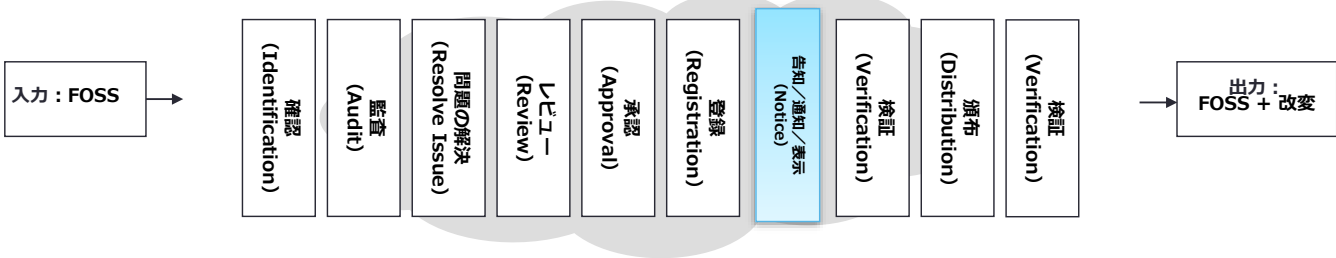 入力：FOSS
確認
(Identification)
監査
(Audit)
問題の解決
(Resolve Issue)
レビュー
(Review)
承認
(Approval)
登録
(Registration)
告知／通知／表示
(Notice)
検証
(Verification)
頒布
(Distribution)
検証
(Verification)
出力：
FOSS + 改変